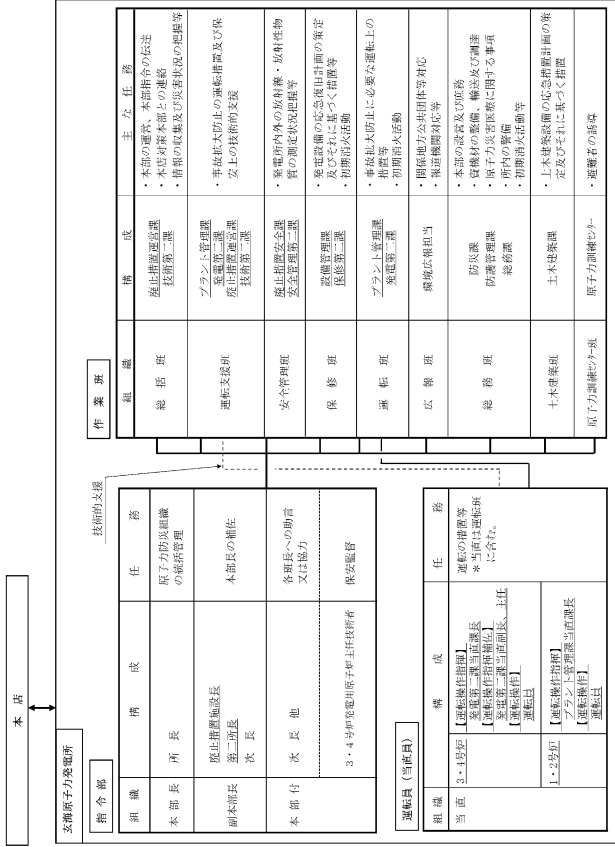 本　店
玄海原子力発電所
指 令 部
組　織
構　成
任　務
本 部 長
所　長
原子力防災組織
の統括管理
副本部長
廃止措置施設長
第二所長
次　長
本部長の補佐
本 部 付
次 長 他
各班長への助言
又は協力
3・4号炉発電用原子炉主任技術者
保安監督
運転員（当直員）
組 織
構　成
任　務
当 直
3・4号炉
【運転操作指揮】
発電第二課当直課長
【運転操作指揮補佐】
発電第二課当直副長、主任
【運転操作】
運転員
運転の措置等
＊当直は運転班
に含む。
1・2号炉
【運転操作指揮】
プラント管理課当直課長
【運転操作】
運転員
技術的支援
作 業 班
組　織
構　成
主 な 任 務
総 括 班
廃止措置運営課
技術第二課
・本部の運営、本部指令の伝達
・本店対策本部との連絡
・情報の収集及び災害状況の把握等
運転支援班
プラント管理課
発電第二課
廃止措置運営課
技術第二課
・事故拡大防止の運転措置及び保
安上の技術的支援
安全管理班
廃止措置安全課
安全管理第二課
・発電所内外の放射線・放射性物
質の測定状況把握等
保 修 班
設備管理課
保修第二課
・発電設備の応急復旧計画の策定
及びそれに基づく措置等
・初期消火活動
運 転 班
プラント管理課
発電第二課
・事故拡大防止に必要な運転上の
措置等
・初期消火活動
広 報 班
環境広報担当
・関係地方公共団体等対応
・報道機関対応等
総 務 班
防災課
防護管理課
総務課
・本部の設営及び庶務
・資機材の整備、輸送及び調達
・原子力災害医療に関する事項
・所内の警備
・初期消火活動等
土木建築班
土木建築課
・土木建築設備の応急措置計画の策
定及びそれに基づく措置
原子力訓練センター班
原子力訓練センター
・避難者の誘導